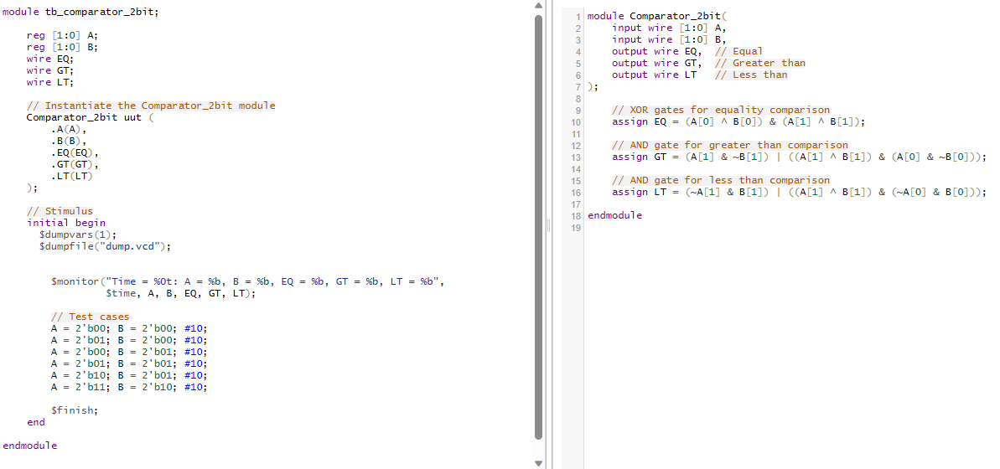 module tb_comparator_2bit;
reg [1:0] A;
reg [1:0] B;
wire EQ;
wire GT;
wire LT;
// Instantiate the Comparator_2bit module
Comparator_2bit uut (
.A(A),
.B(B),
.EQ(EQ),
.GT(GT),
.LT(LT)
);
// Stimulus
initial begin
$dumpvars(1);
$dumpfile("dump.vcd");
$monitor("Time = %0t: A = %b, B = %b, EQ = %b, GT = %b, LT = %b",
$time, A, B, EQ, GT, LT);
// Test cases
A = 2'b00; B = 2'b00; #10;
A = 2'b01; B = 2'b00; #10;
A = 2'b00; B = 2'b01; #10;
A = 2'b01; B = 2'b01; #10;
A = 2'b10; B = 2'b01; #10;
A = 2'b11; B = 2'b10; #10;
$finish;
end
endmodule
1 module Comparator_2bit(
2 input wire [1:0] A,
3 input wire [1:0] B,
4 output wire EQ, // Equal
5 output wire GT, // Greater than
6 output wire LT // Less than
7 );
8
9 // XOR gates for equality comparison
10 assign EQ = (A[0] ^ B[0]) & (A[1] ^ B[1]);
11
12 // AND gate for greater than comparison
13 assign GT = (A[1] & ~B[1]) | ((A[1] ^ B[1]) & (A[0] & ~B[0]));
14
15 // AND gate for less than comparison
16 assign LT = (~A[1] & B[1]) | ((A[1] ^ B[1]) & (~A[0] & B[0]));
17
18 endmodule
19